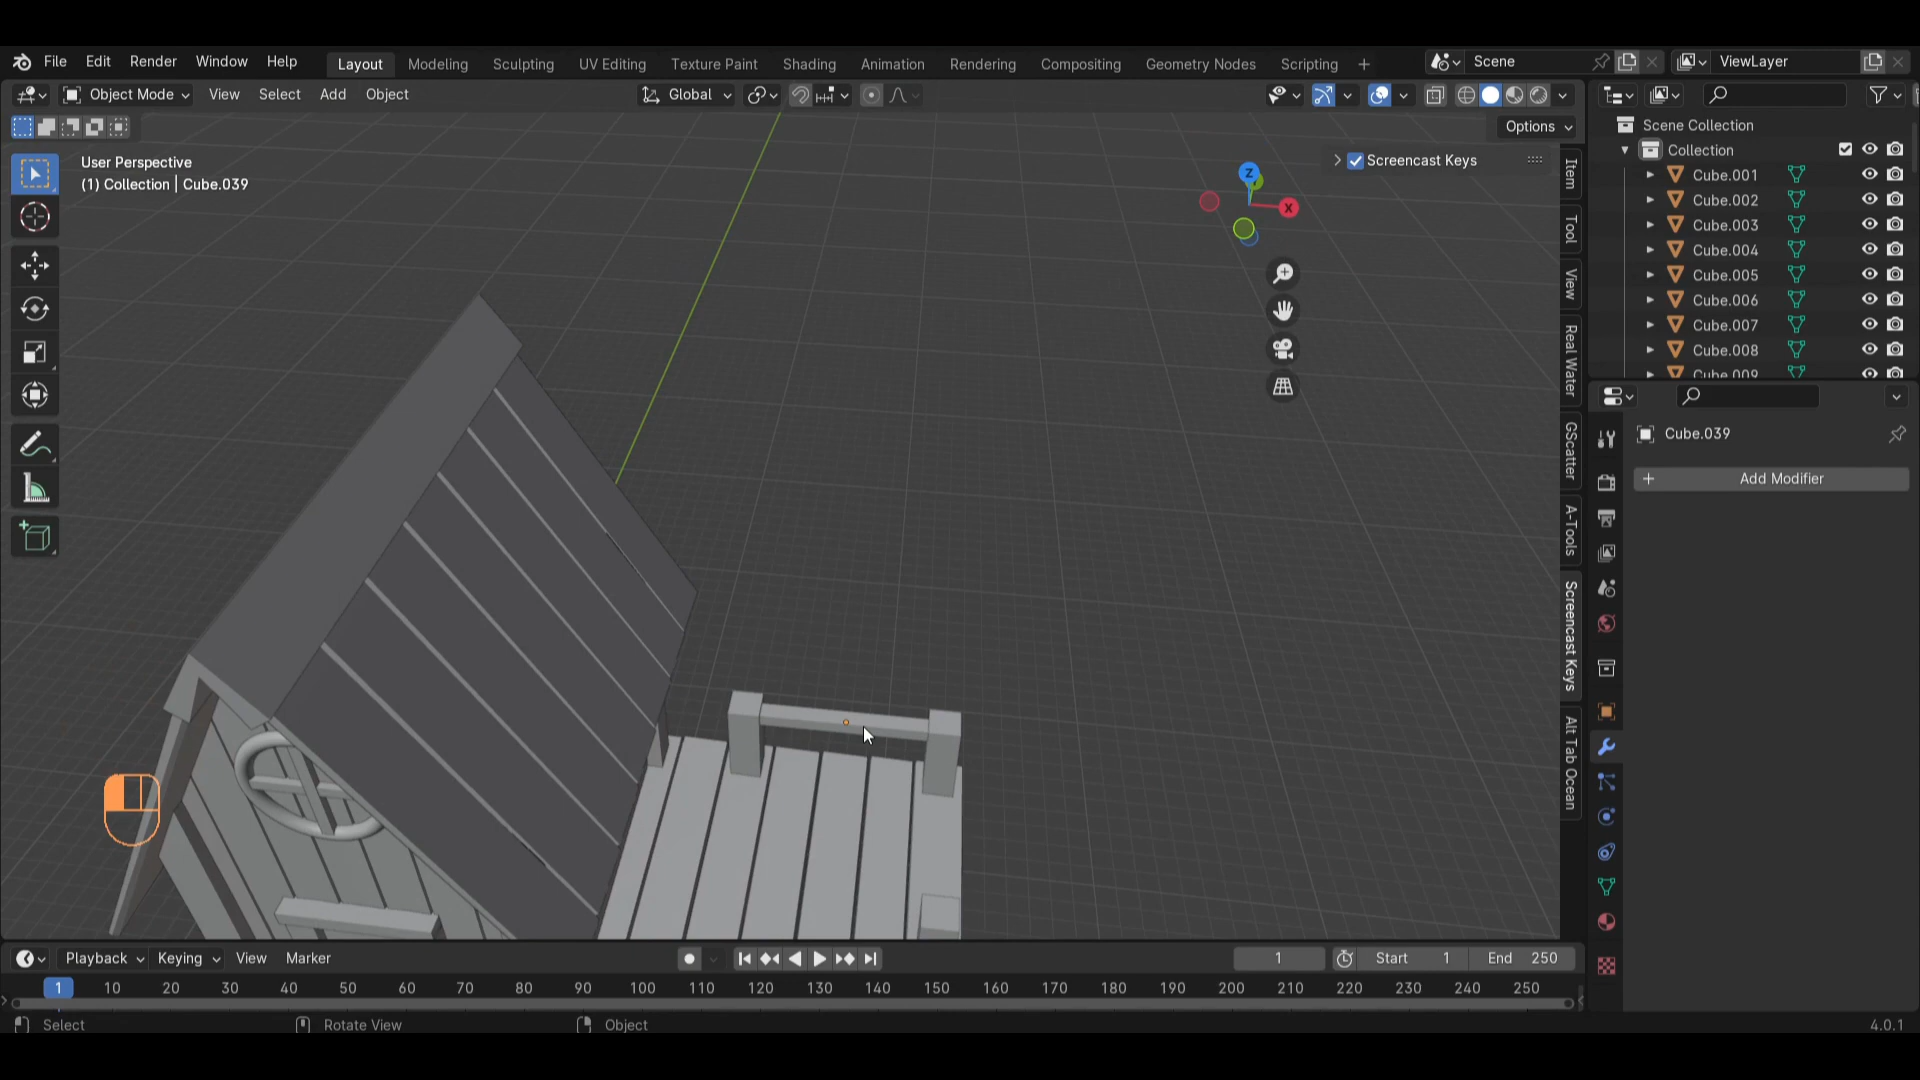 File Edit Render Window Help Layout Modeling Sculpting UV Editing Texture Paint Shading Animation Rendering Compositing Geometry Nodes Scripting + Scene ViewLayer
Object Mode View Select Add Object Global
Options
User Perspective
(1) Collection | Cube.039
Screencast Keys
Z
X
Item
Tool
View
Real Water
GScatter
A-Tools
Screencast Keys
Alt Tab Ocean
Scene Collection
Collection
Cube.001
Cube.002
Cube.003
Cube.004
Cube.005
Cube.006
Cube.007
Cube.008
Cube.009
Cube.039
+ Add Modifier
Playback Keying View Marker 1 Start 1 End 250
1 10 20 30 40 50 60 70 80 90 100 110 120 130 140 150 160 170 180 190 200 210 220 230 240 250
Select Rotate View Object 4.0.1